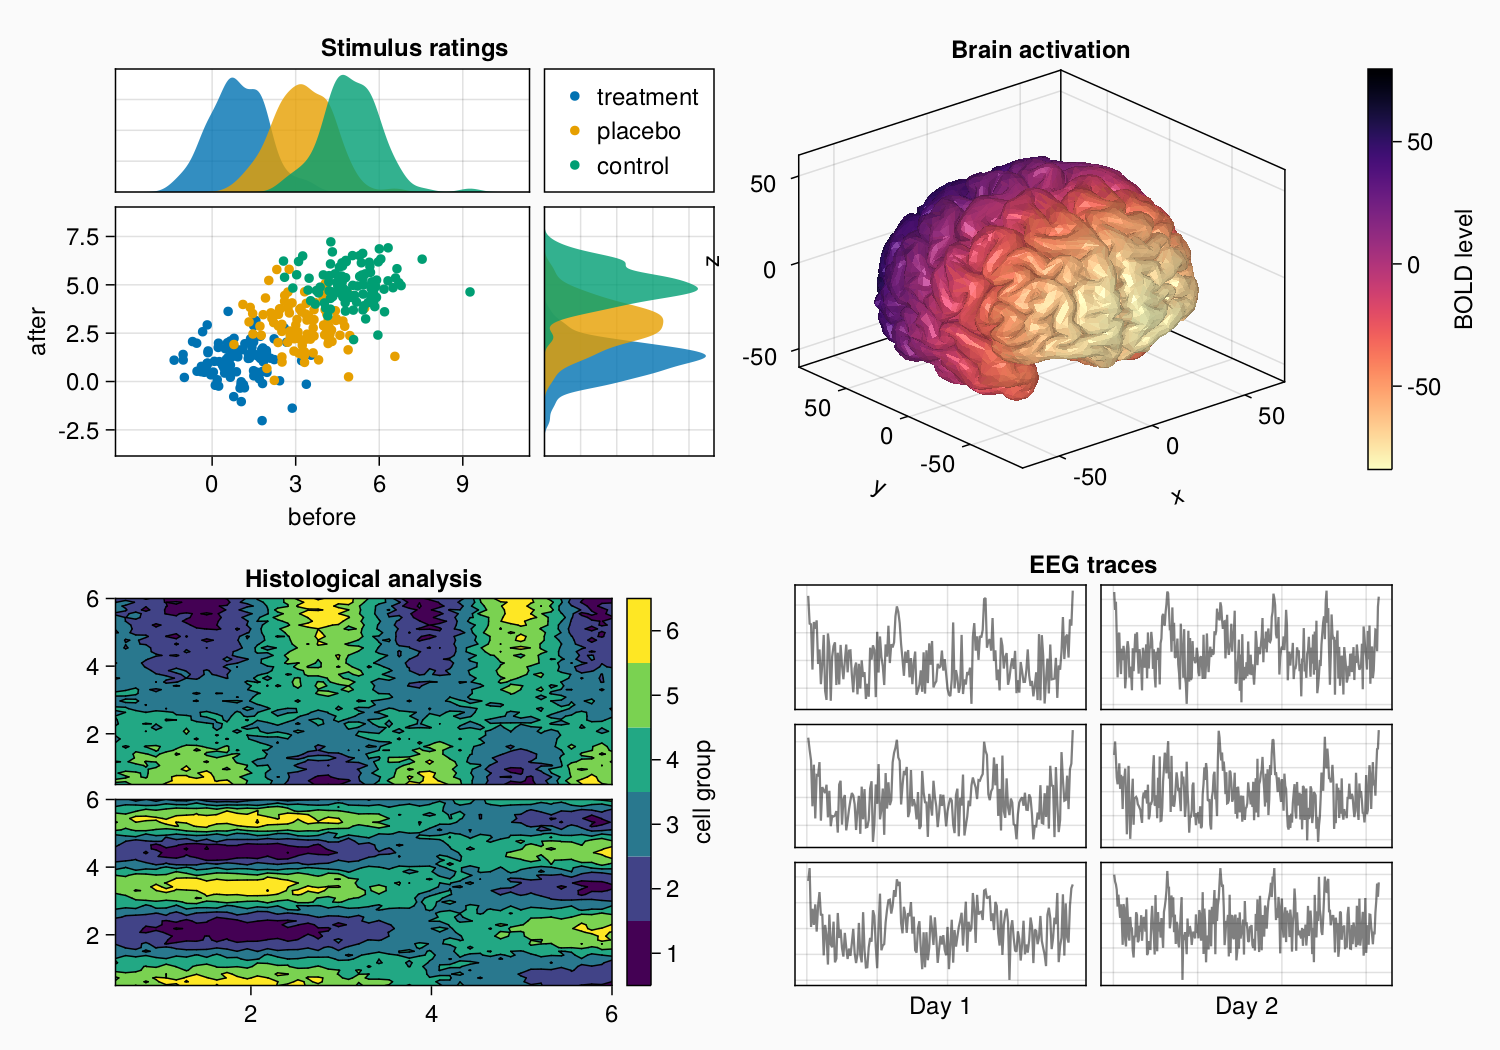 Stimulus ratings
treatment
placebo
control
7.5
5.0
2.5
0.0
-2.5
after
0
3
6
9
before
Brain activation
50
0
-50
z
50
0
-50
y
-50
0
50
x
50
0
-50
BOLD level
Histological analysis
6
4
2
6
4
2
2
4
6
6
5
4
3
2
1
cell group
EEG traces
Day 1
Day 2